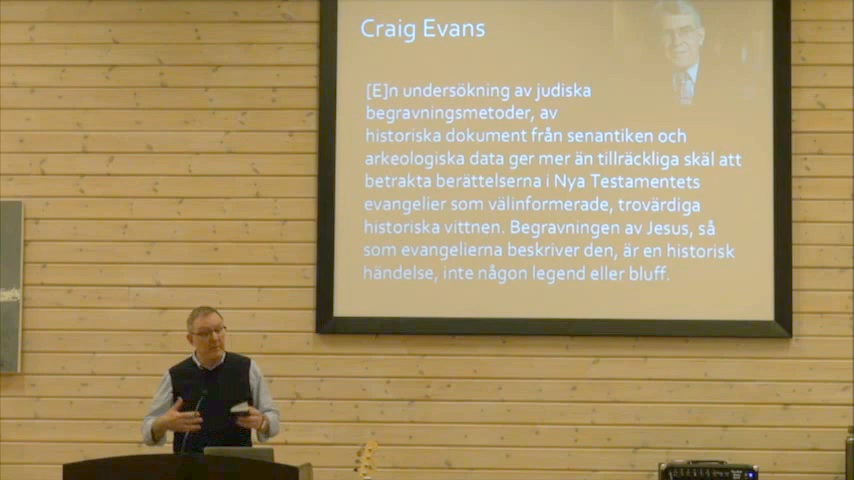 Craig Evans
[E]n undersökning av judiska
begravningsmetoder, av
historiska dokument från senantiken och
arkeologiska data ger mer än tillräckliga skäl att
betrakta berättelserna i Nya Testamentets
evangelier som välinformerade, trovärdiga
historiska vittnen. Begravningen av Jesus, så
som evangelierna beskriver den, är en historisk
händelse, inte någon legend eller bluff.